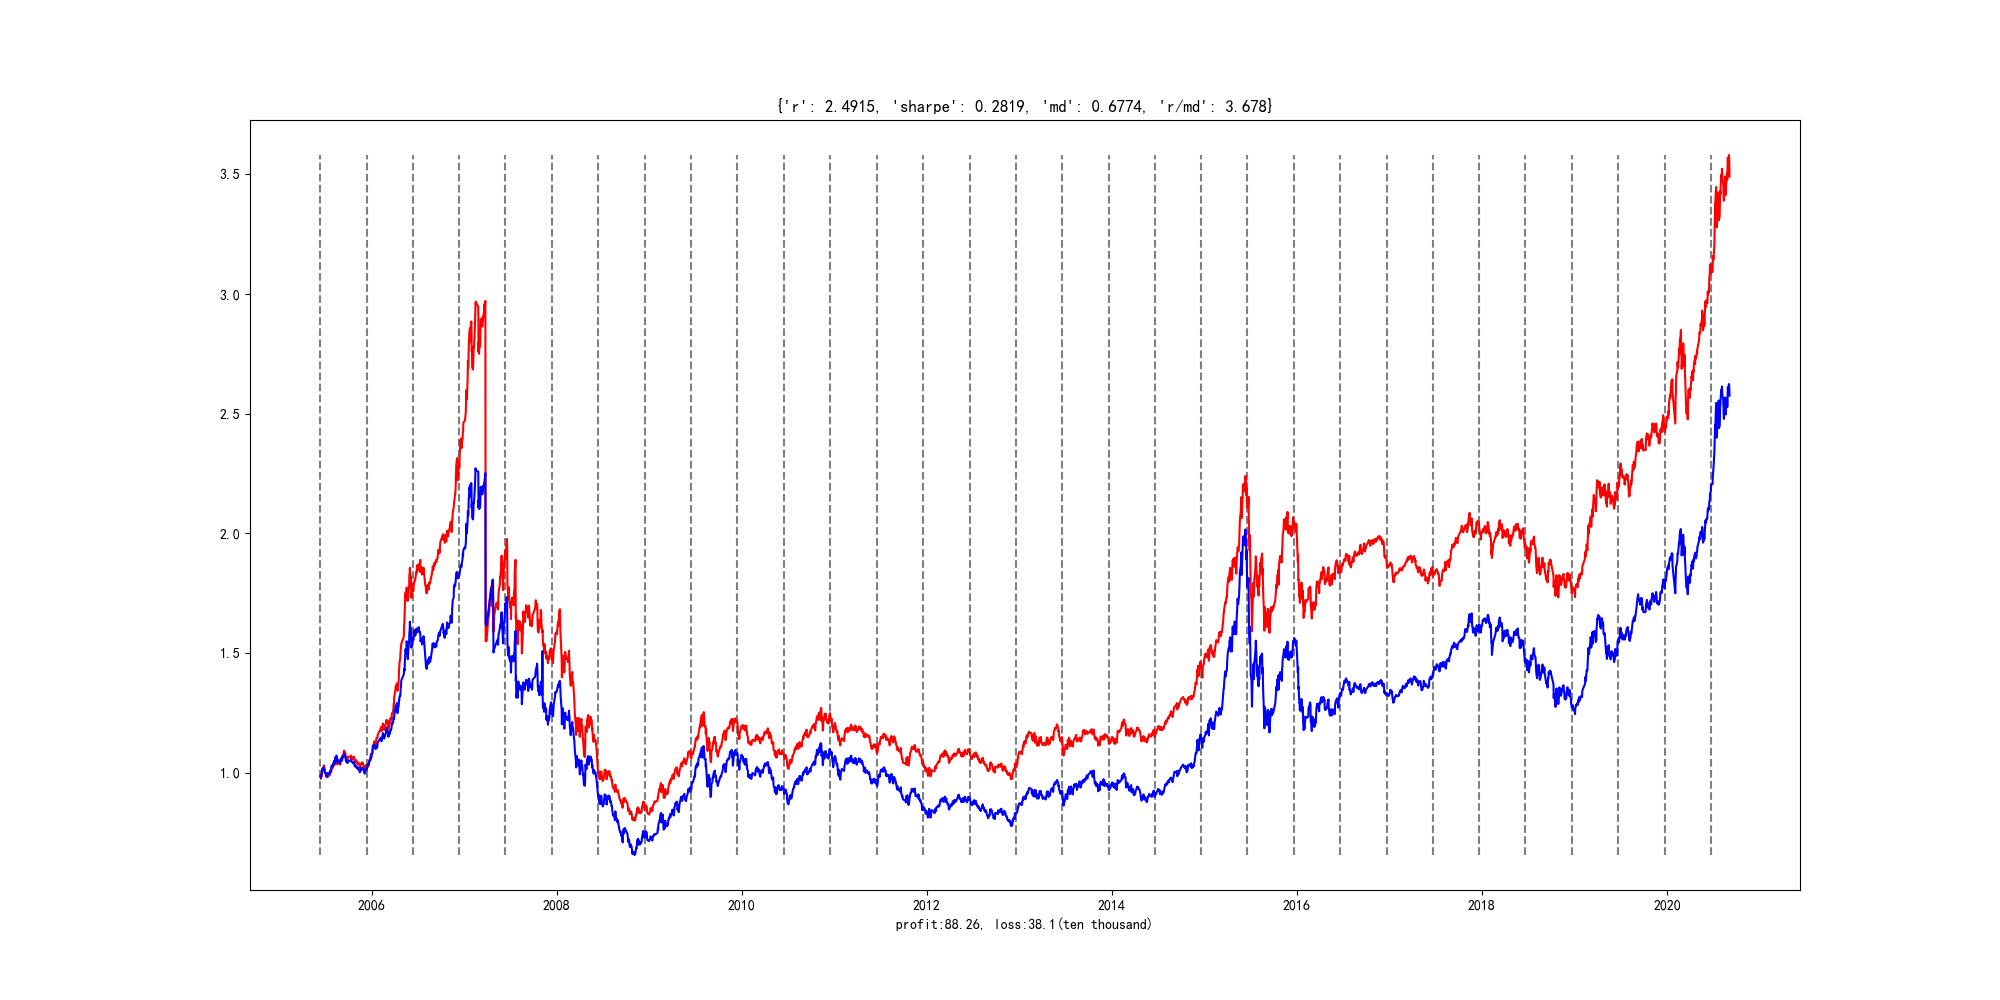 {'r': 2.4915, 'sharpe': 0.2819, 'md': 0.6774, 'r/md': 3.678}
3.5
3.0
2.5
2.0
1.5
1.0
2006 2008 2010 2012 2014 2016 2018 2020
profit:88.26, loss:38.1(ten thousand)